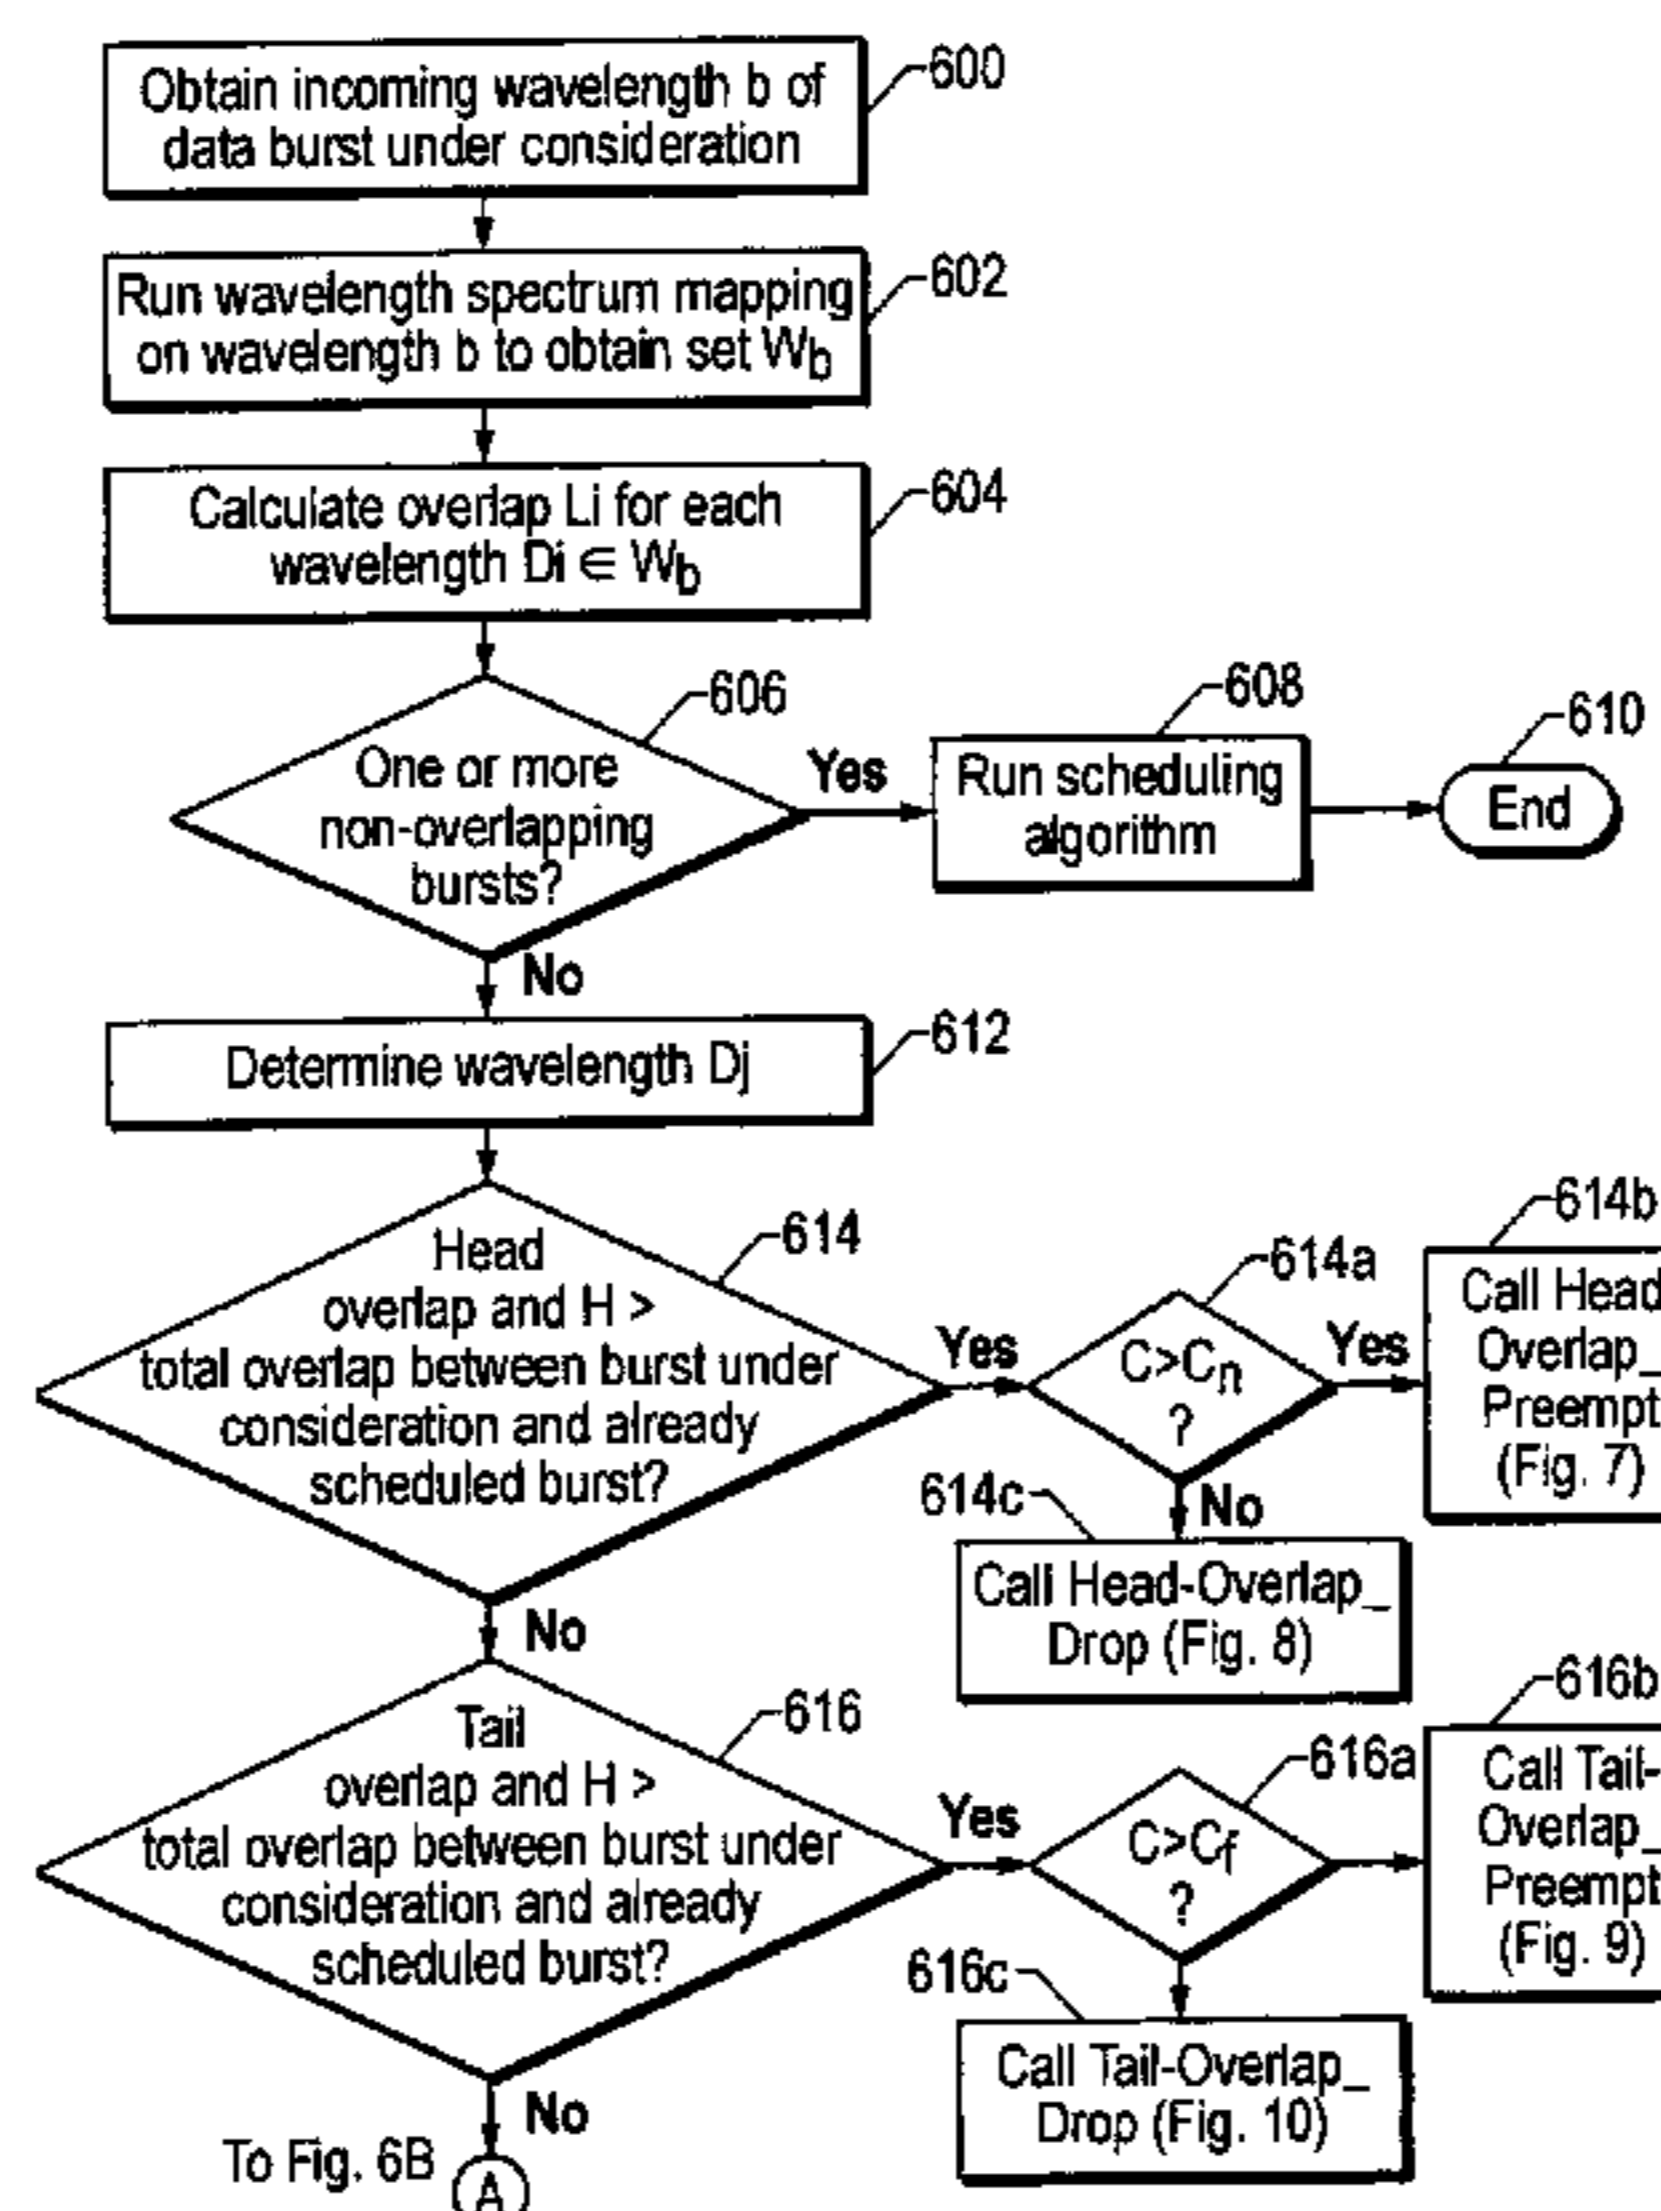 Obtain incoming wavelength b of
data burst under consideration
600
Run wavelength spectrum mapping
on wavelength b to obtain set Wb
602
Calculate overlap Li for each
wavelength Di ∈ Wb
604
One or more
non-overlapping
bursts?
606
Yes
Run scheduling
algorithm
608
End
610
No
Determine wavelength Dj
612
Head
overlap and H >
total overlap between burst under
consideration and already
scheduled burst?
614
Yes
C>Cn
?
614a
Yes
Call Head
Overlap_
Preempt
(Fig. 7)
614b
No
Call Head-Overlap_
Drop (Fig. 8)
614c
No
Tail
overlap and H >
total overlap between burst under
consideration and already
scheduled burst?
616
Yes
C>Cf
?
616a
Call Tail-
Overlap_
Preempt
(Fig. 9)
616b
Call Tail-Overlap_
Drop (Fig. 10)
616c
No
To Fig. 6B
A